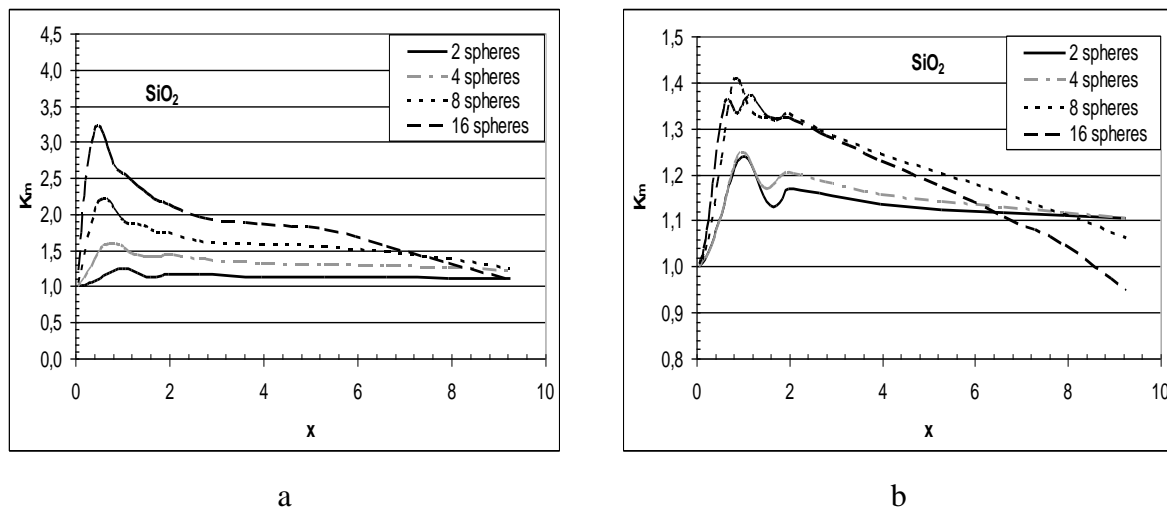 4,5
4,0
3,5
3,0
2,5
2,0
1,5
1,0
0,5
0,0
Km
SiO₂
2 spheres
4 spheres
8 spheres
16 spheres
0 2 4 6 8 10
x
a
1,5
1,4
1,3
1,2
1,1
1,0
0,9
0,8
Km
SiO₂
2 spheres
4 spheres
8 spheres
16 spheres
0 2 4 6 8 10
x
b